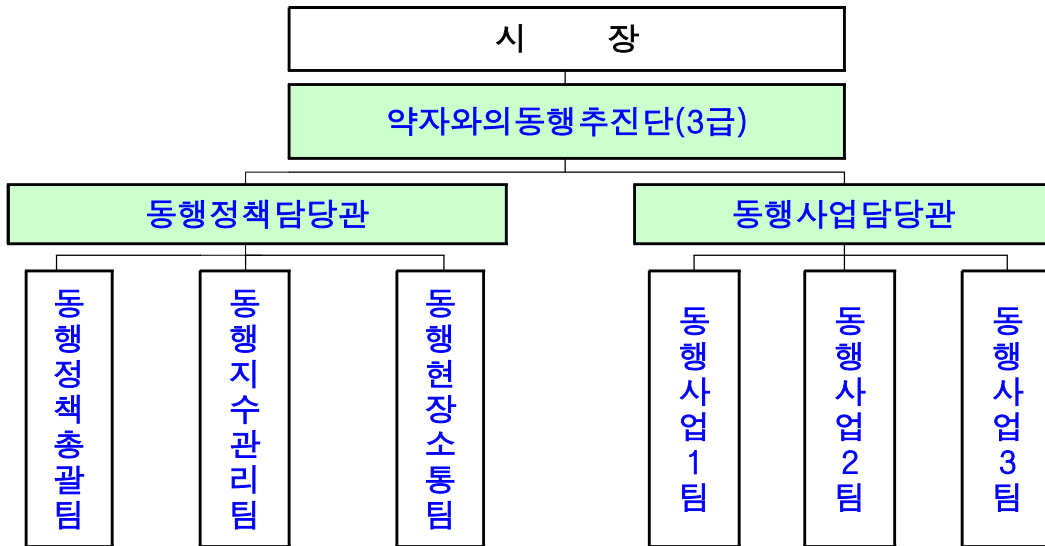 시 장
약자와의동행추진단(3급)
동행정책담당관
동행사업담당관
동행정책총괄팀
동행지수관리팀
동행현장소통팀
동행사업1팀
동행사업2팀
동행사업3팀